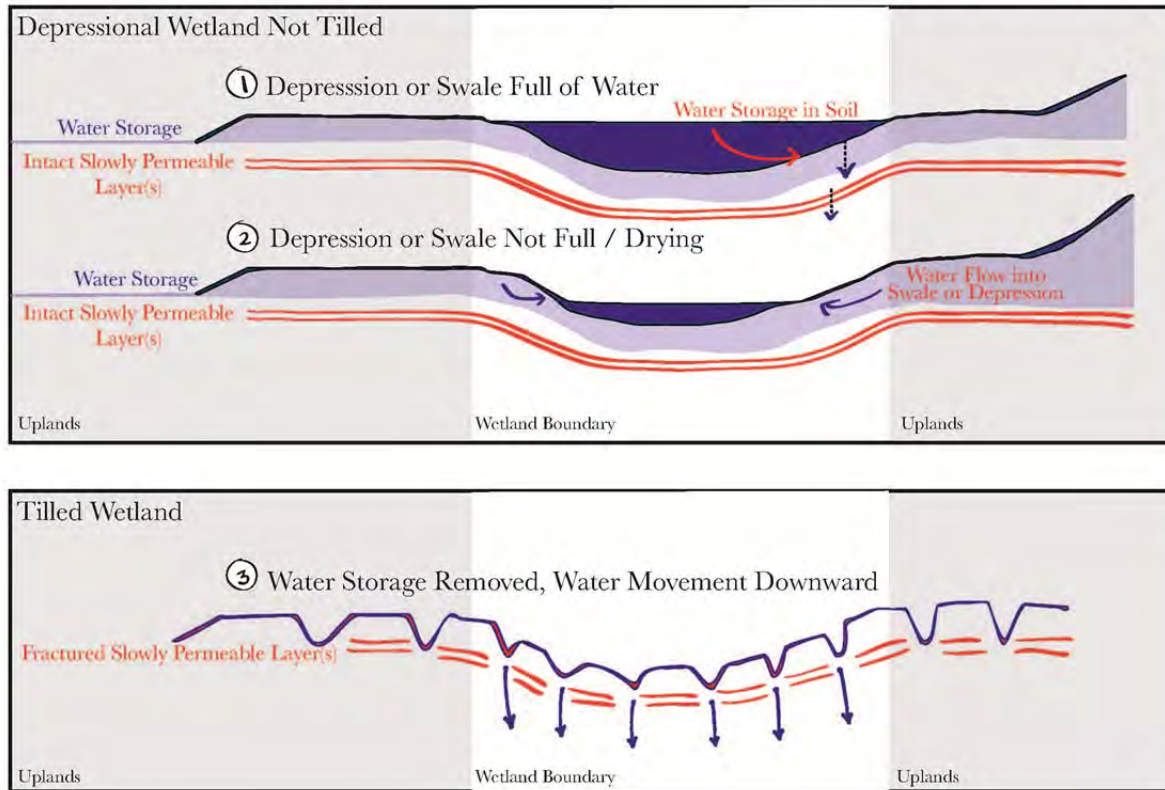 Depressional Wetland Not Tilled
1 Depresssion or Swale Full of Water
Water Storage in Soil
Water Storage
Intact Slowly Permeable
Layer(s)
2 Depression or Swale Not Full / Drying
Water Storage
Water Flow into
Swale or Depression
Intact Slowly Permeable
Layer(s)
Uplands
Wetland Boundary
Uplands
Tilled Wetland
3 Water Storage Removed, Water Movement Downward
Fractured Slowly Permeable Layer(s)
Uplands
Wetland Boundary
Uplands